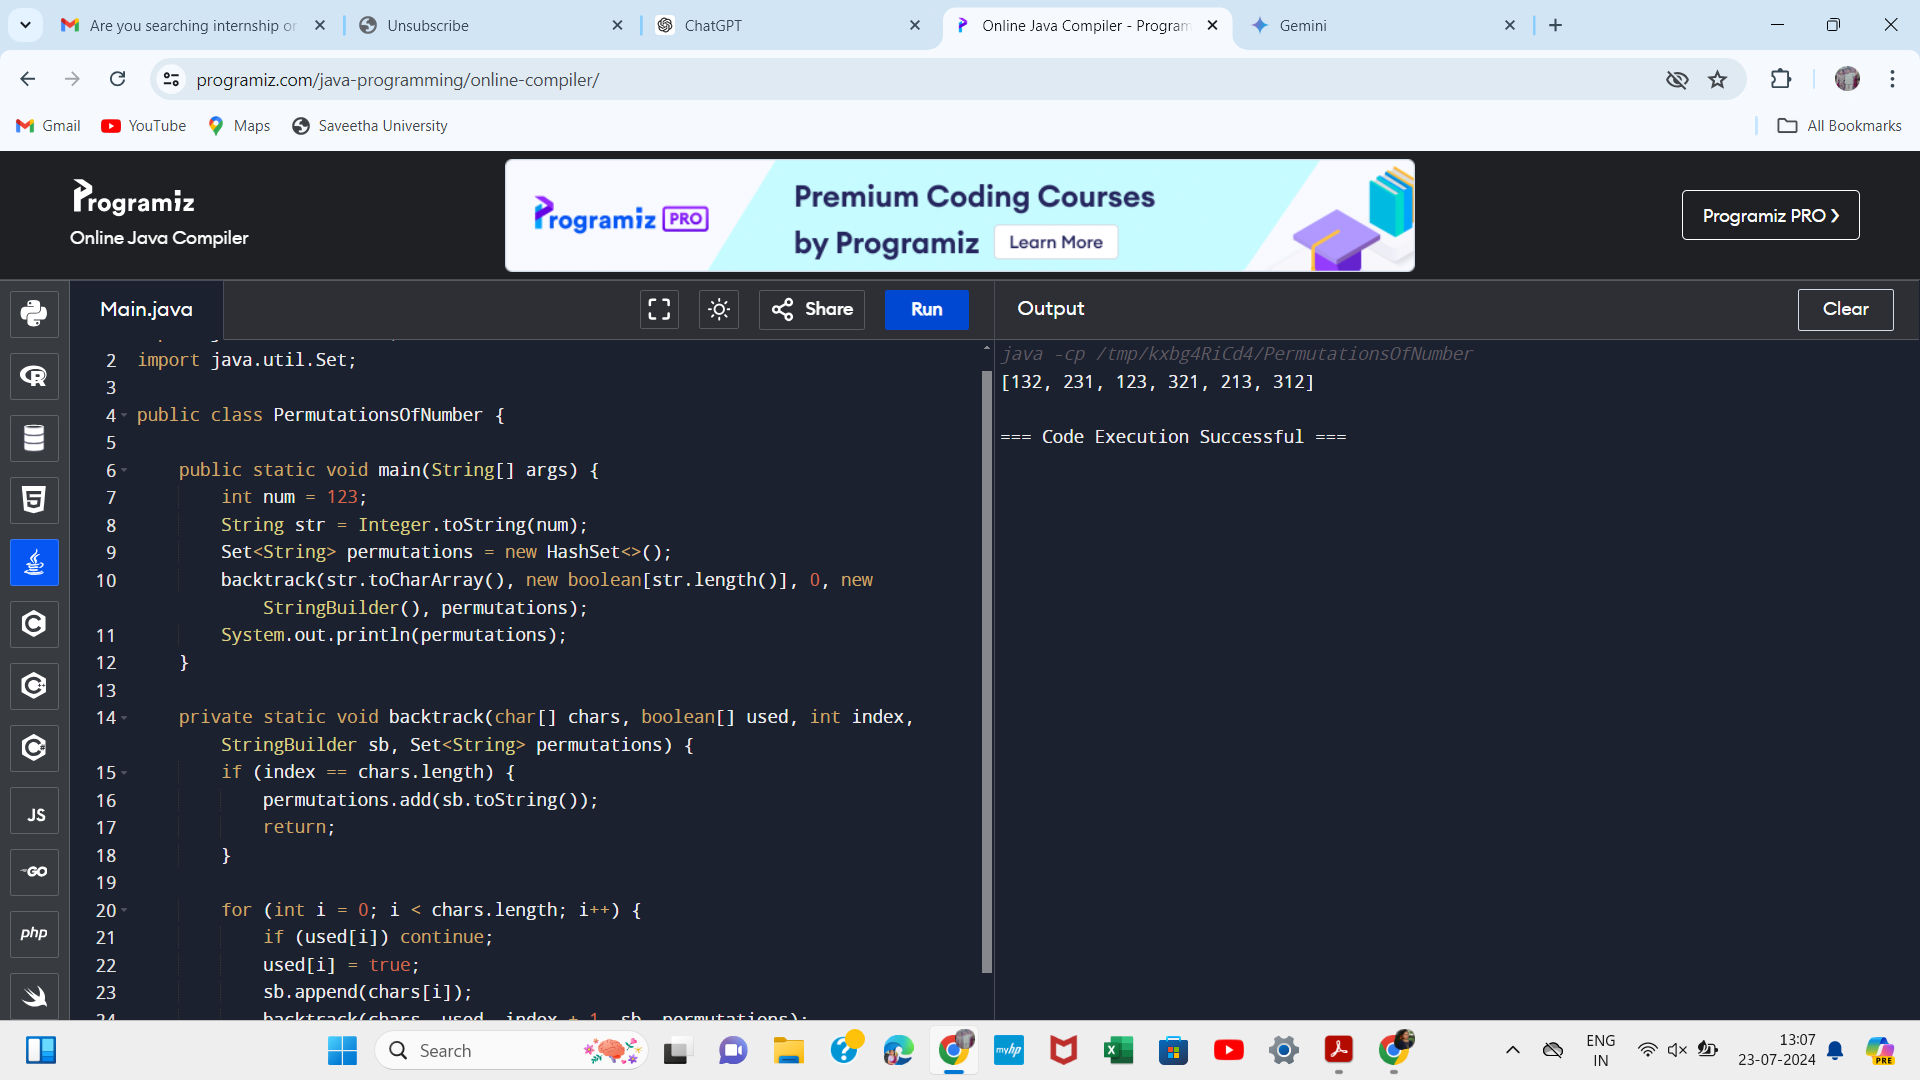 Are you searching internship or
Unsubscribe
ChatGPT
Online Java Compiler - Program
Gemini
programiz.com/java-programming/online-compiler/
Gmail
YouTube
Maps
Saveetha University
All Bookmarks
Programiz
Online Java Compiler
Programiz PRO
Premium Coding Courses
by Programiz
Learn More
Programiz PRO
Main.java
Share
Run
Output
Clear
2 import java.util.Set;
3
4 public class PermutationsOfNumber {
5
6 public static void main(String[] args) {
7 int num = 123;
8 String str = Integer.toString(num);
9 Set<String> permutations = new HashSet<>();
10 backtrack(str.toCharArray(), new boolean[str.length()], 0, new
StringBuilder(), permutations);
11 System.out.println(permutations);
12 }
13
14 private static void backtrack(char[] chars, boolean[] used, int index,
StringBuilder sb, Set<String> permutations) {
15 if (index == chars.length) {
16 permutations.add(sb.toString());
17 return;
18 }
19
20 for (int i = 0; i < chars.length; i++) {
21 if (used[i]) continue;
22 used[i] = true;
23 sb.append(chars[i]);
24 backtrack(chars, used, index + 1, sb, permutations);
java -cp /tmp/kxbg4RiCd4/PermutationsOfNumber
[132, 231, 123, 321, 213, 312]
=== Code Execution Successful ===
JS
GO
php
Search
myhp
ENG
IN
13:07
23-07-2024
PRE